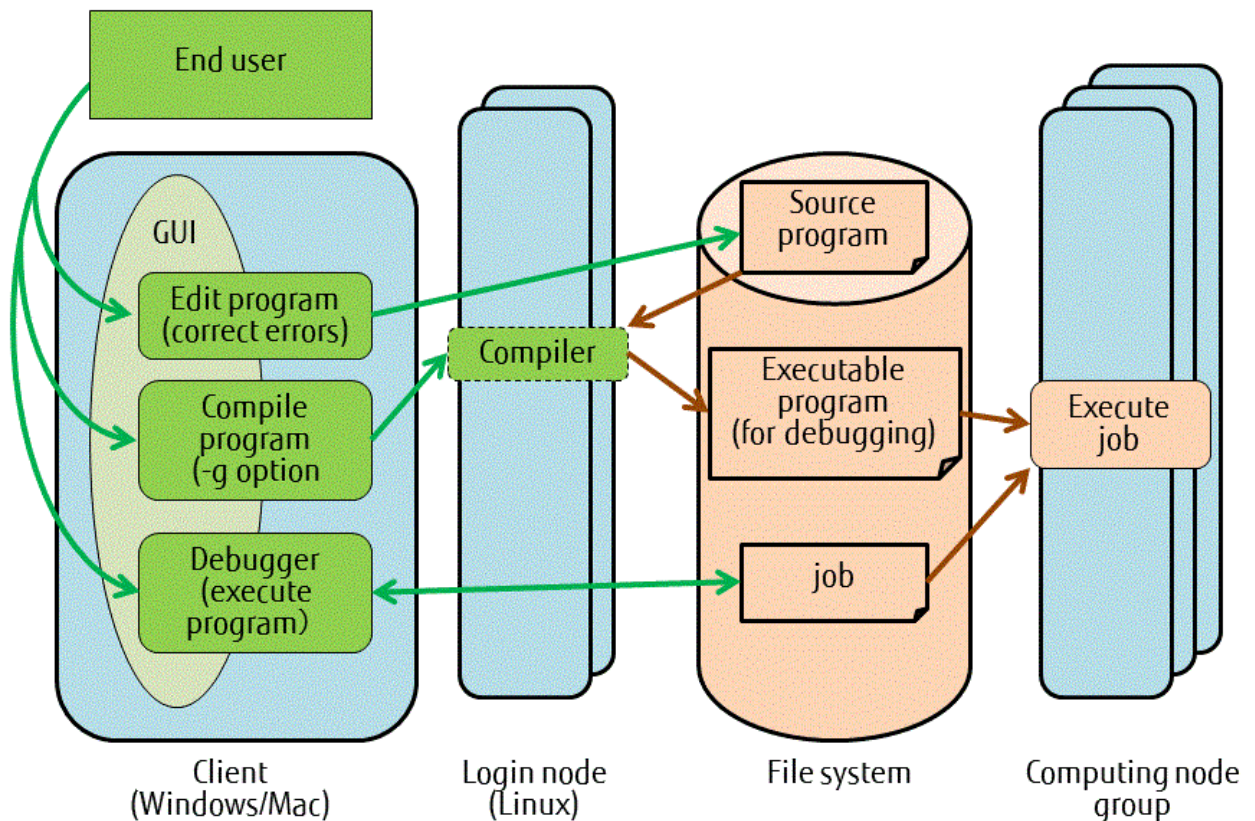 End user
GUI
Edit program
(correct errors)
Compile
program
(-g option
Debugger
(execute
program)
Compiler
Source
program
Executable
program
(for debugging)
job
Execute
job
Client
(Windows/Mac)
Login node
(Linux)
File system
Computing node
group